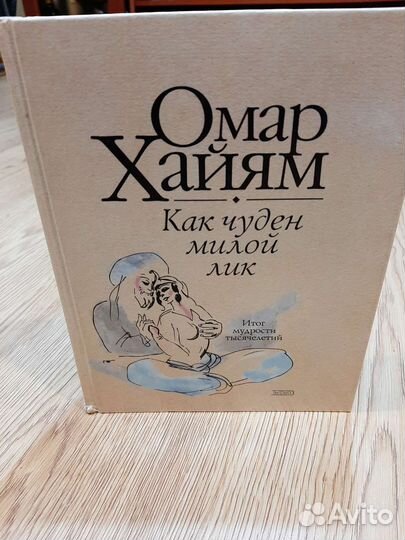 Омар
Хайям
Как чуден
милой
лик
Итог
мудрости
тысячелетий
Avito